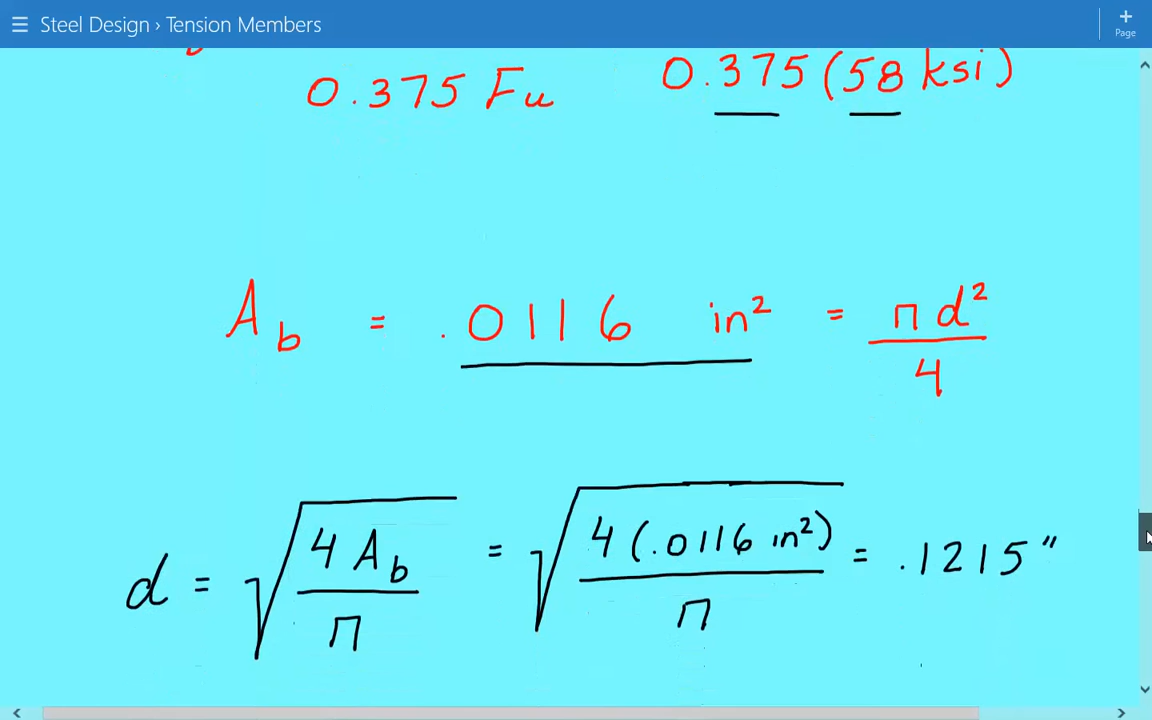 Steel Design › Tension Members
Page
0.375 Fu 0.375 (58 ksi)
Ab = .0116 in² = πd²/4
d = √(4Ab/π) = √(4(.0116 in²)/π) = .1215"